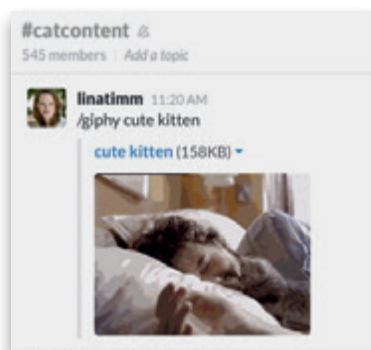 #catcontent
545 members | Add a topic
linatimm 11:20 AM
/giphy cute kitten
cute kitten (158KB)